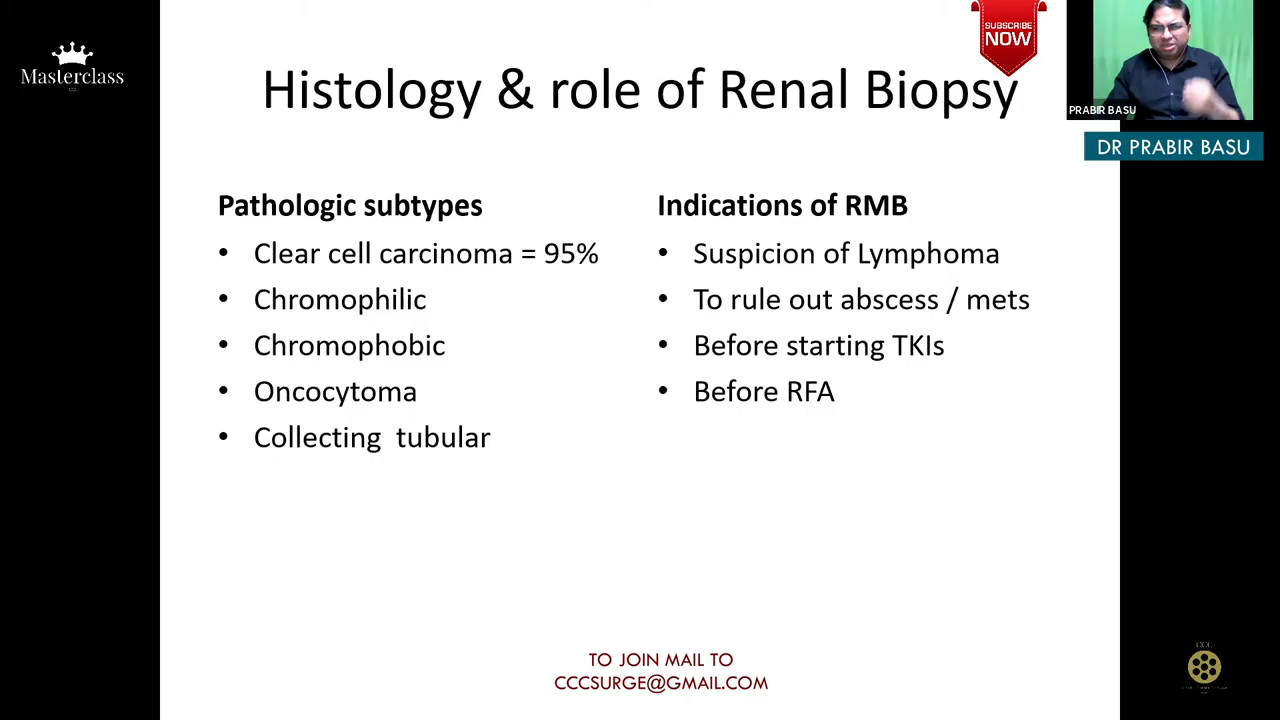 Masterclass
SUBSCRIBE
NOW
Histology & role of Renal Biopsy
PRABIR BASU
DR PRABIR BASU
Pathologic subtypes
• Clear cell carcinoma = 95%
• Chromophilic
• Chromophobic
• Oncocytoma
• Collecting tubular
Indications of RMB
• Suspicion of Lymphoma
• To rule out abscess / mets
• Before starting TKIs
• Before RFA
TO JOIN MAIL TO
CCCSURGE@GMAIL.COM
CCC